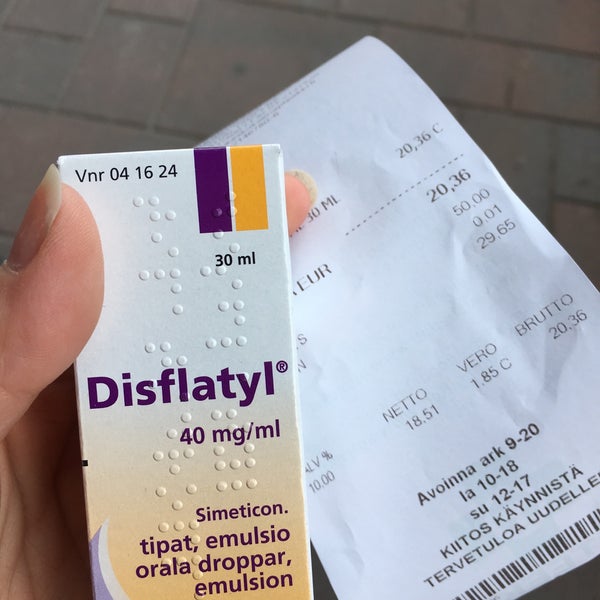 Vnr 04 16 24
30 ml
Disflatyl®
40 mg/ml
Simeticon.
tipat, emulsio
orala droppar,
emulsion
20,36 C
30 ML
20,36
50.00
0.01
29.65
EUR
NETTO VERO BRUTTO
18.51 1.85 C 20,36
ALV %
10.00
Avoinna ark 9-20
la 10-18
su 12-17
KIITOS KÄYNNISTÄ
TERVETULOA UUDELLE